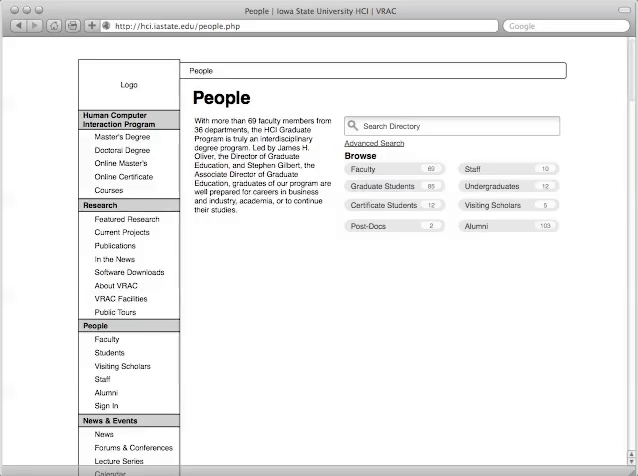 People | Iowa State University HCI | VRAC
http://hci.iastate.edu/people.php
Google
Logo
Human Computer
Interaction Program
Master's Degree
Doctoral Degree
Online Master's
Online Certificate
Courses
Research
Featured Research
Current Projects
Publications
In the News
Software Downloads
About VRAC
VRAC Facilities
Public Tours
People
Faculty
Students
Visiting Scholars
Staff
Alumni
Sign In
News & Events
News
Forums & Conferences
Lecture Series
Calendar
People
People
With more than 69 faculty members from
36 departments, the HCI Graduate
Program is truly an interdisciplinary
degree program. Led by James H.
Oliver, the Director of Graduate
Education, and Stephen Gilbert, the
Associate Director of Graduate
Education, graduates of our program are
well prepared for careers in business
and industry, academia, or to continue
their studies.
Search Directory
Advanced Search
Browse
Faculty 69
Staff 10
Graduate Students 85
Undergraduates 12
Certificate Students 12
Visiting Scholars 5
Post-Docs 2
Alumni 103